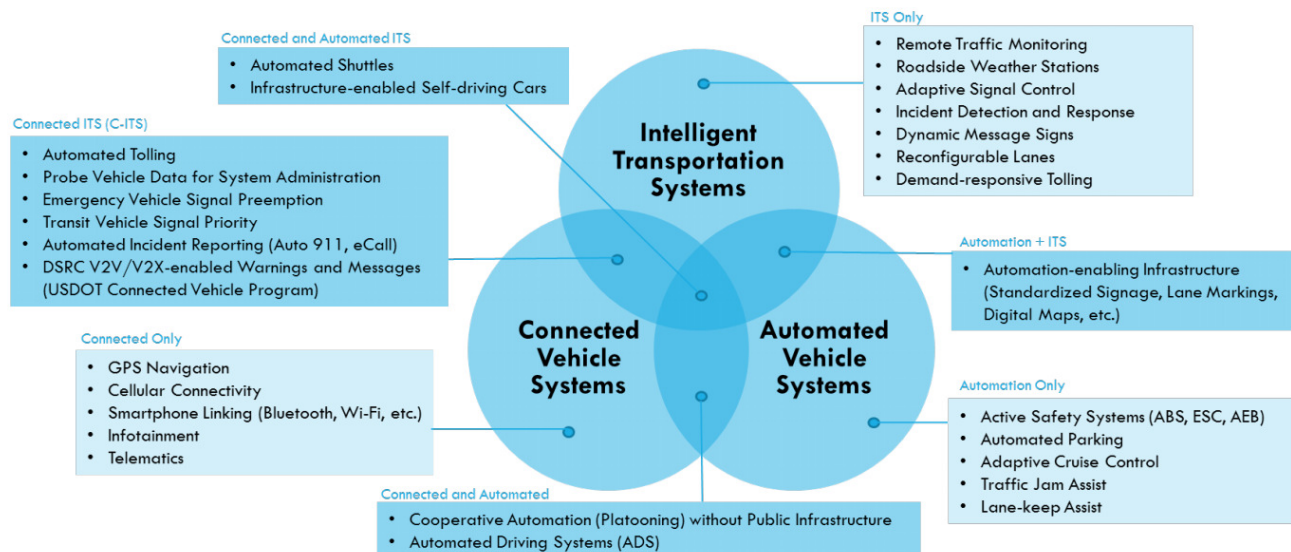 Connected and Automated ITS
• Automated Shuttles
• Infrastructure-enabled Self-driving Cars
ITS Only
• Remote Traffic Monitoring
• Roadside Weather Stations
• Adaptive Signal Control
• Incident Detection and Response
• Dynamic Message Signs
• Reconfigurable Lanes
• Demand-responsive Tolling
Connected ITS (C-ITS)
• Automated Tolling
• Probe Vehicle Data for System Administration
• Emergency Vehicle Signal Preemption
• Transit Vehicle Signal Priority
• Automated Incident Reporting (Auto 911, eCall)
• DSRC V2V/V2X-enabled Warnings and Messages
(USDOT Connected Vehicle Program)
Intelligent
Transportation
Systems
Automation + ITS
• Automation-enabling Infrastructure
(Standardized Signage, Lane Markings,
Digital Maps, etc.)
Connected
Vehicle
Systems
Automated
Vehicle
Systems
Connected Only
• GPS Navigation
• Cellular Connectivity
• Smartphone Linking (Bluetooth, Wi-Fi, etc.)
• Infotainment
• Telematics
Automation Only
• Active Safety Systems (ABS, ESC, AEB)
• Automated Parking
• Adaptive Cruise Control
• Traffic Jam Assist
• Lane-keep Assist
Connected and Automated
• Cooperative Automation (Platooning) without Public Infrastructure
• Automated Driving Systems (ADS)